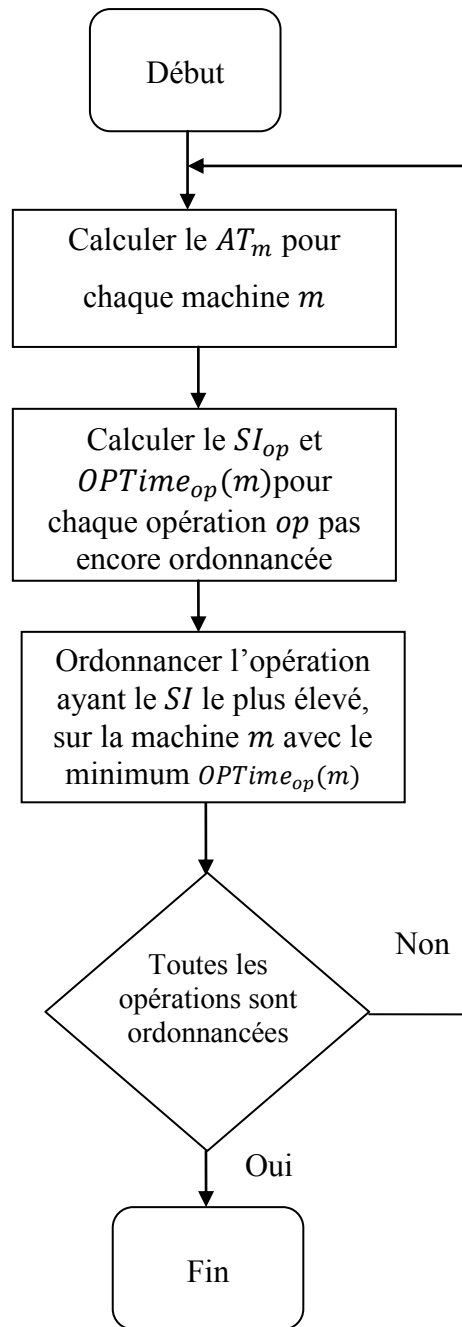 Début
Calculer le $AT_m$ pour
chaque machine $m$
Calculer le $SI_{op}$ et
$OPTime_{op}(m)$pour
chaque opération $op$ pas
encore ordonnancée
Ordonnancer l’opération
ayant le $SI$ le plus élevé,
sur la machine $m$ avec le
minimum $OPTime_{op}(m)$
Toutes les
opérations sont
ordonnancées
Non
Oui
Fin